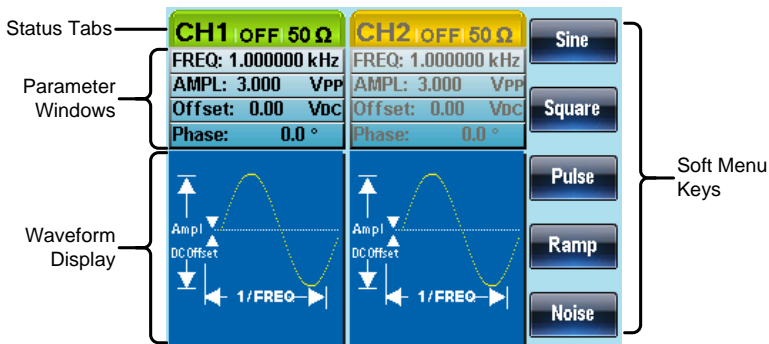 Status Tabs
CH1 OFF 50 Ω
CH2 OFF 50 Ω
Sine
Parameter
Windows
FREQ: 1.000000 kHz
FREQ: 1.000000 kHz
AMPL: 3.000 VPP
AMPL: 3.000 VPP
Offset: 0.00 VDC
Offset: 0.00 VDC
Square
Phase: 0.0 °
Phase: 0.0 °
Pulse
Soft Menu
Keys
Waveform
Display
Ampl
DC Offset
1/FREQ
Ampl
DC Offset
1/FREQ
Ramp
Noise